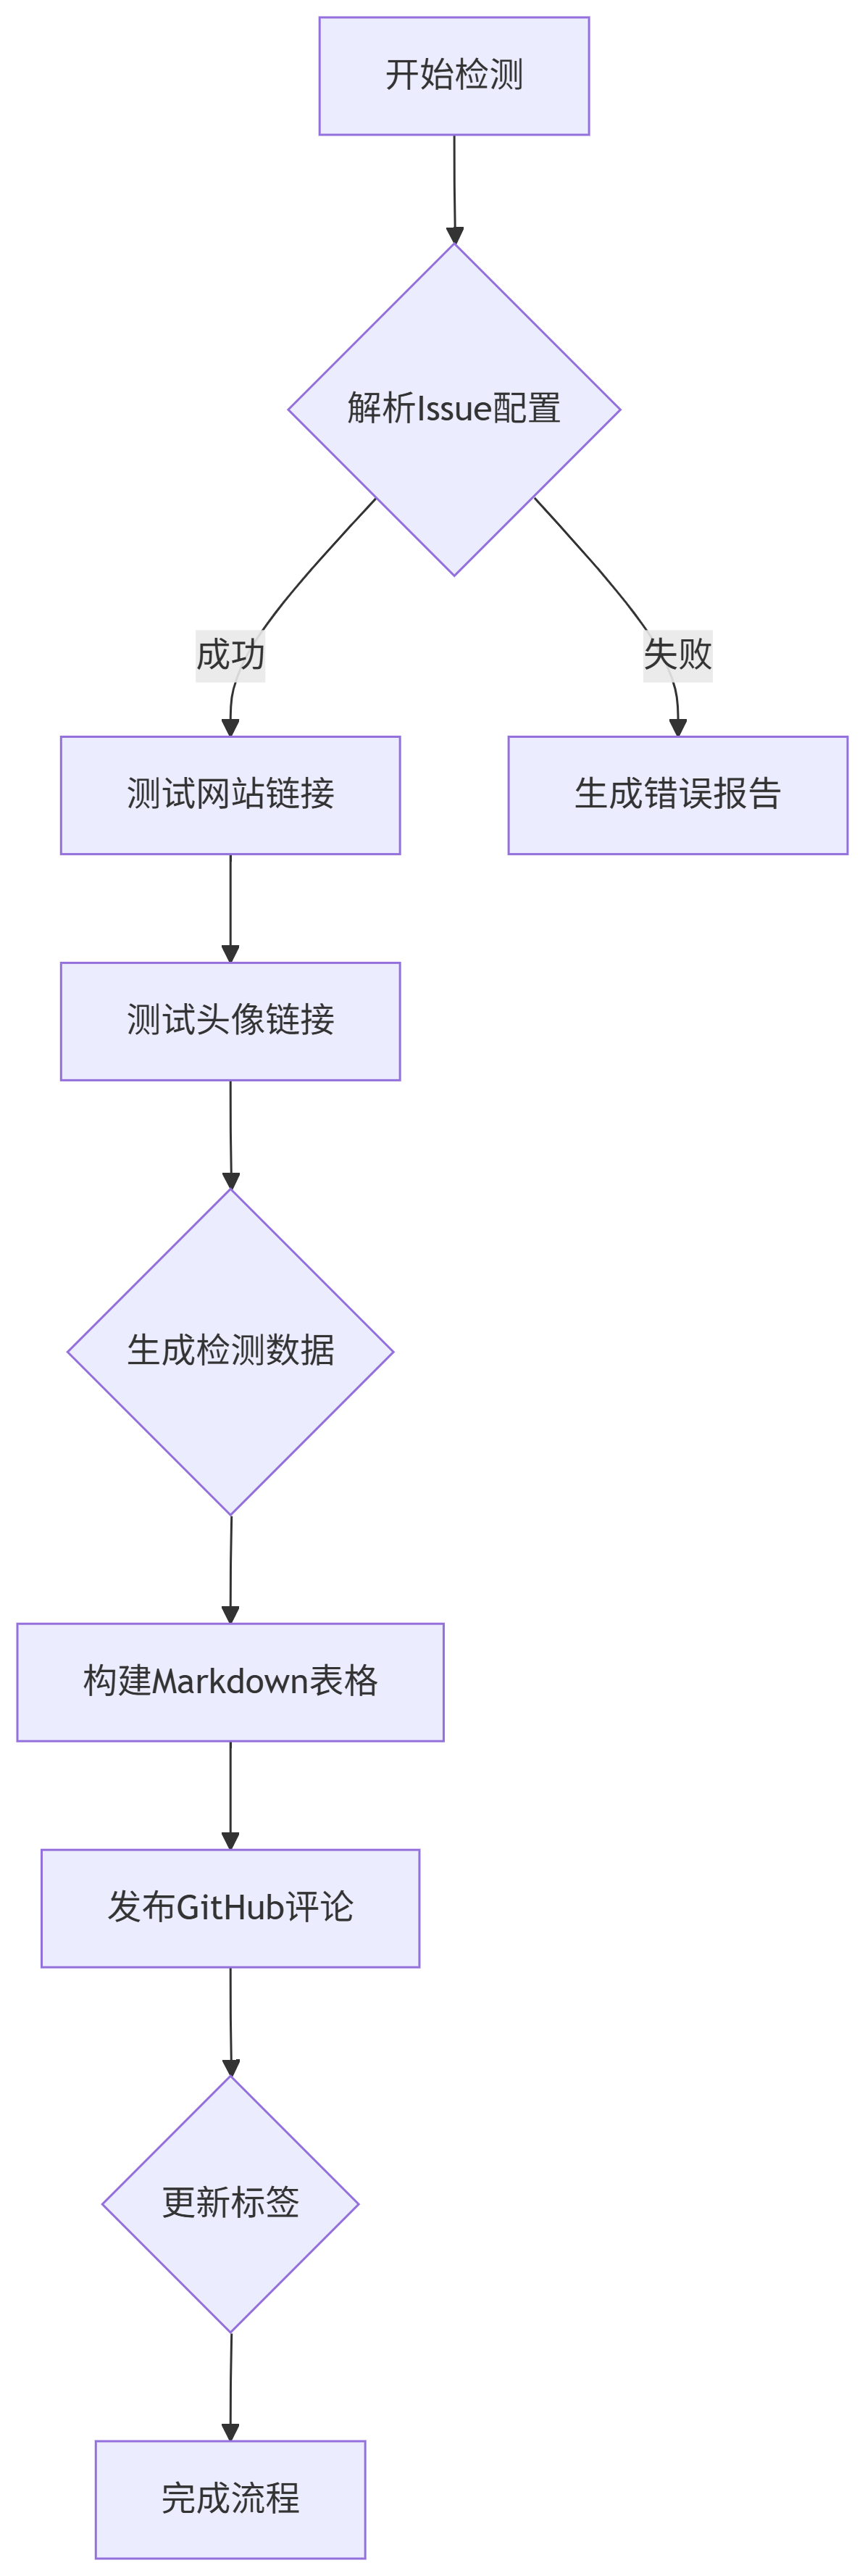 开始检测
解析Issue配置
成功
失败
测试网站链接
生成错误报告
测试头像链接
生成检测数据
构建Markdown表格
发布GitHub评论
更新标签
完成流程